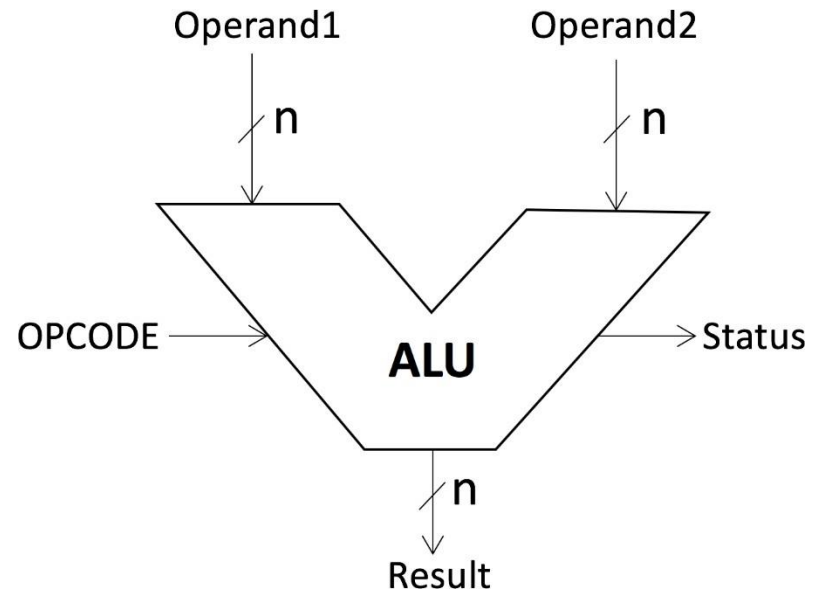 Operand1
Operand2
n
n
OPCODE
ALU
Status
n
Result